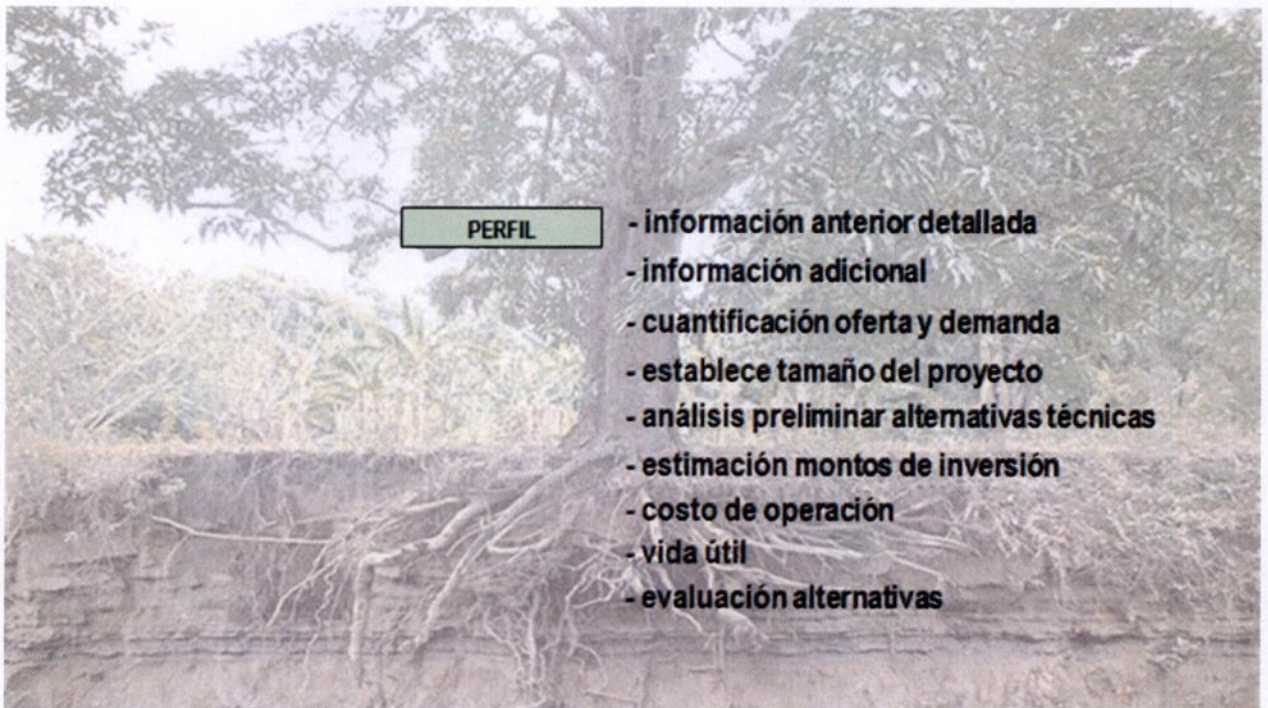 PERFIL
- información anterior detallada
- información adicional
- cuantificación oferta y demanda
- establece tamaño del proyecto
- análisis preliminar alternativas técnicas
- estimación montos de inversión
- costo de operación
- vida útil
- evaluación alternativas